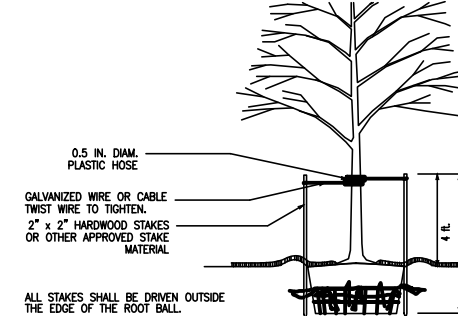 0.5 IN. DIAM.
PLASTIC HOSE
GALVANIZED WIRE OR CABLE
TWIST WIRE TO TIGHTEN.
2" x 2" HARDWOOD STAKES
OR OTHER APPROVED STAKE
MATERIAL
4 ft.
ALL STAKES SHALL BE DRIVEN OUTSIDE
THE EDGE OF THE ROOT BALL.